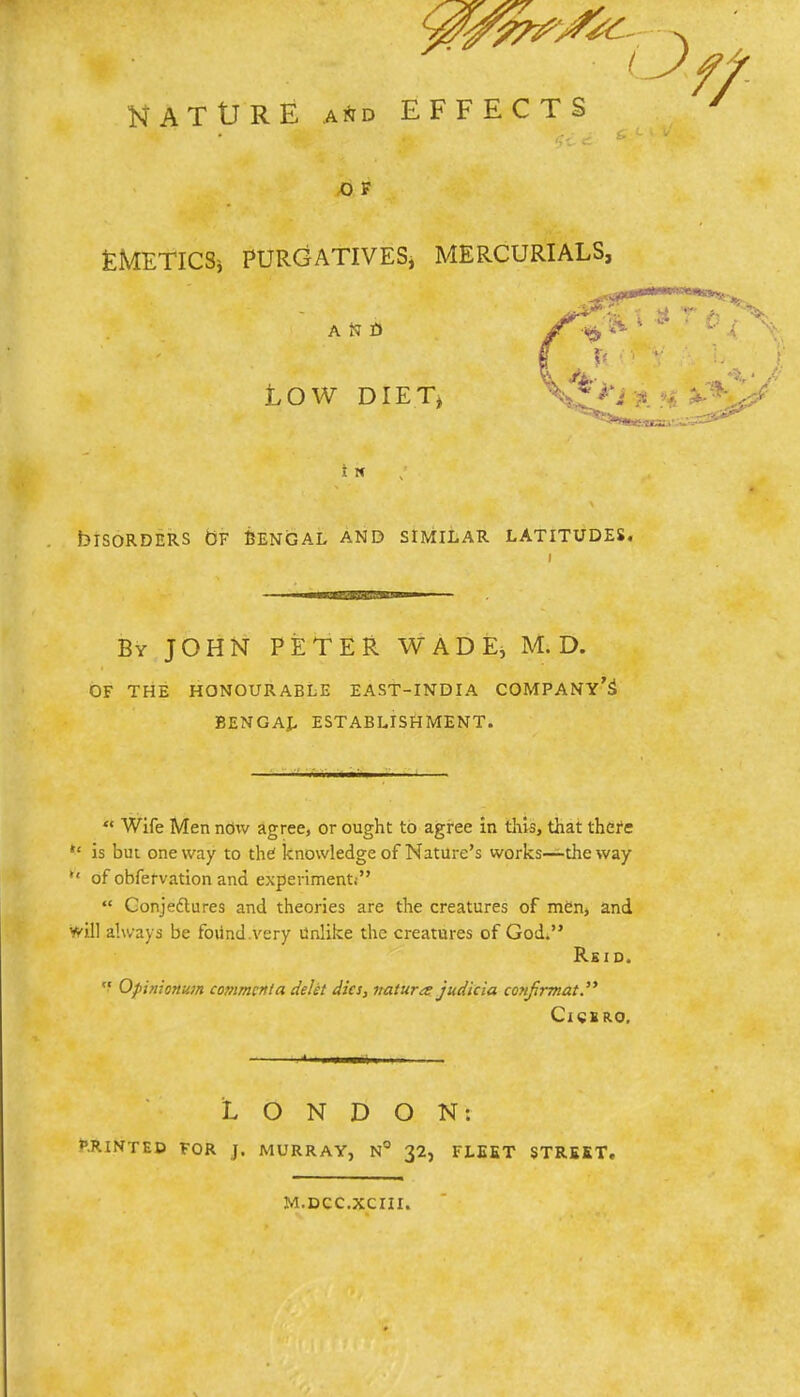 NATURE AND EFFECTS
OF
EMETICS, PURGATIVES, MERCURIALS,
AND
LOW DIET,
IN
DISORDERS OF BENGAL AND SIMILAR LATITUDES.
By JOHN PETER WADE, M. D.
OF THE HONOURABLE EAST-INDIA COMPANY'S
BENGAL ESTABLISHMENT.
“ Wiſe Men now agree, or ought to agree in this, that there
“ is but one way to the knowledge of Nature's works—the way
“ of obſervation and experiment.”
“ Conjectures and theories are the creatures of men, and
will always be found very unlike the creatures of God.”
REID.
“ Opinionum commenta delet dies, naturæ judicia confirmat.”
CICERO.
LONDON:
PRINTED FOR J. MURRAY, N° 32, FLEET STREET.
M.DCC.XCIII.